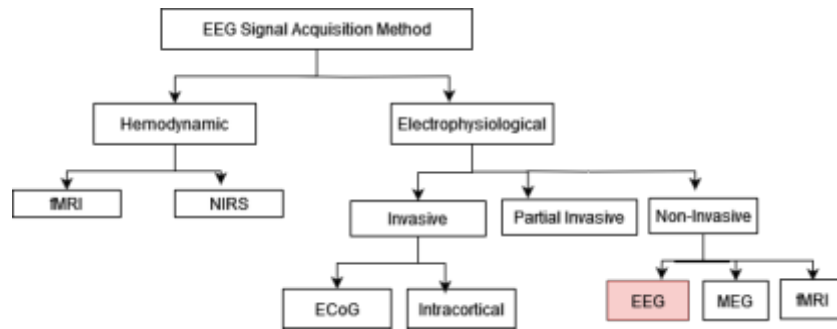 EEG Signal Acquisition Method
Hemodynamic
Electrophysiological
fMRI
NIRS
Invasive
Partial Invasive
Non-Invasive
ECoG
Intracortical
EEG
MEG
fMRI